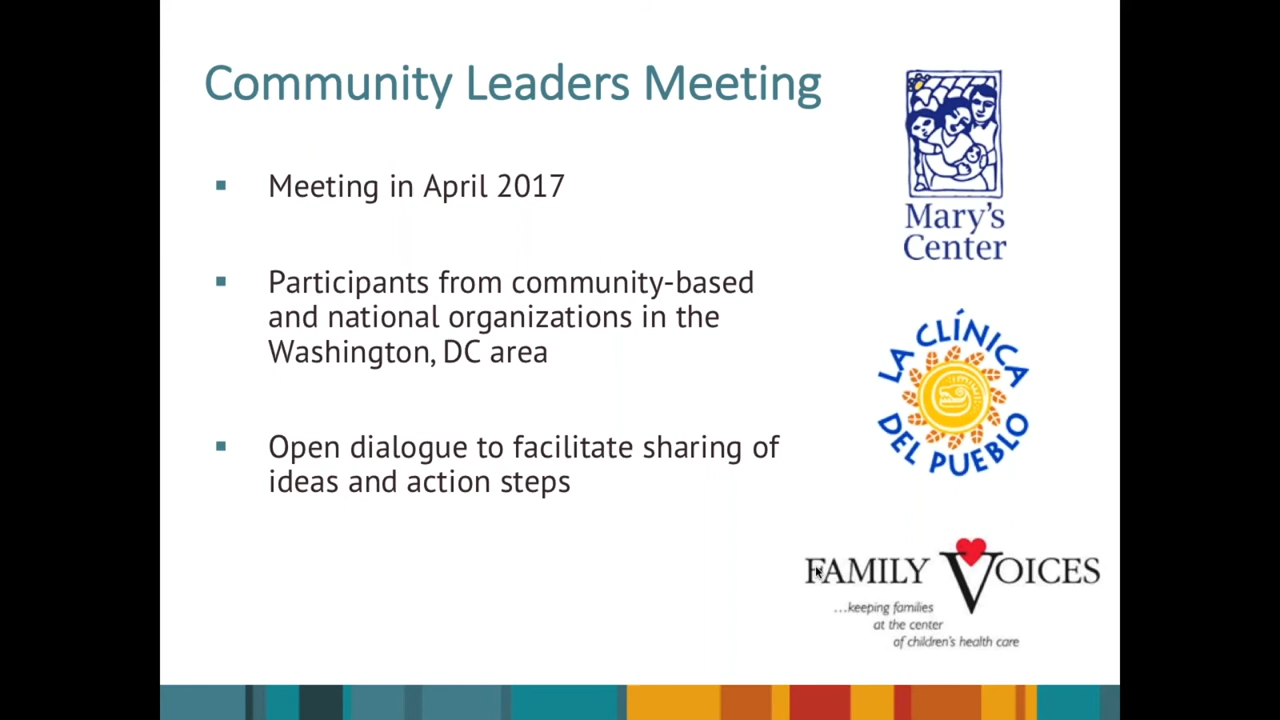 Community Leaders Meeting
Meeting in April 2017
Participants from community-based
and national organizations in the
Washington, DC area
Open dialogue to facilitate sharing of
ideas and action steps
Mary's
Center
LA CLÍNICA
DEL PUEBLO
FAMILY VOICES
...keeping families
at the center
of children's health care